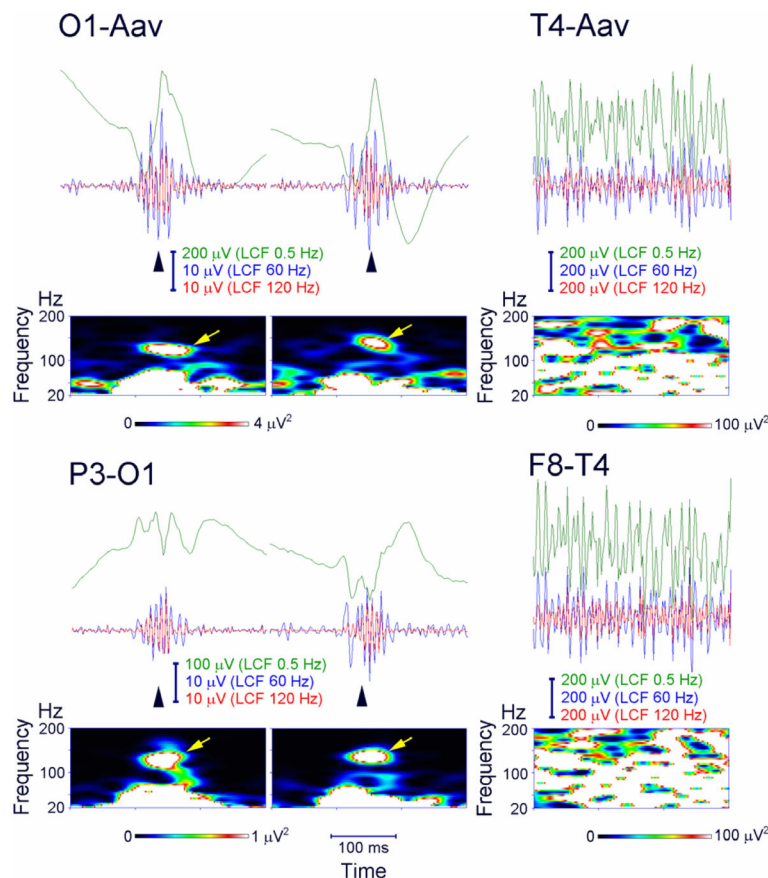 O1-Aav
T4-Aav
200 μV (LCF 0.5 Hz)
10 μV (LCF 60 Hz)
10 μV (LCF 120 Hz)
200 μV (LCF 0.5 Hz)
200 μV (LCF 60 Hz)
200 μV (LCF 120 Hz)
Hz
200
100
20
Frequency
0
4 μV²
Hz
200
100
20
Frequency
0
100 μV²
P3-O1
F8-T4
100 μV (LCF 0.5 Hz)
10 μV (LCF 60 Hz)
10 μV (LCF 120 Hz)
200 μV (LCF 0.5 Hz)
200 μV (LCF 60 Hz)
200 μV (LCF 120 Hz)
Hz
200
100
20
Frequency
0
1 μV²
100 ms
Time
Hz
200
100
20
Frequency
0
100 μV²